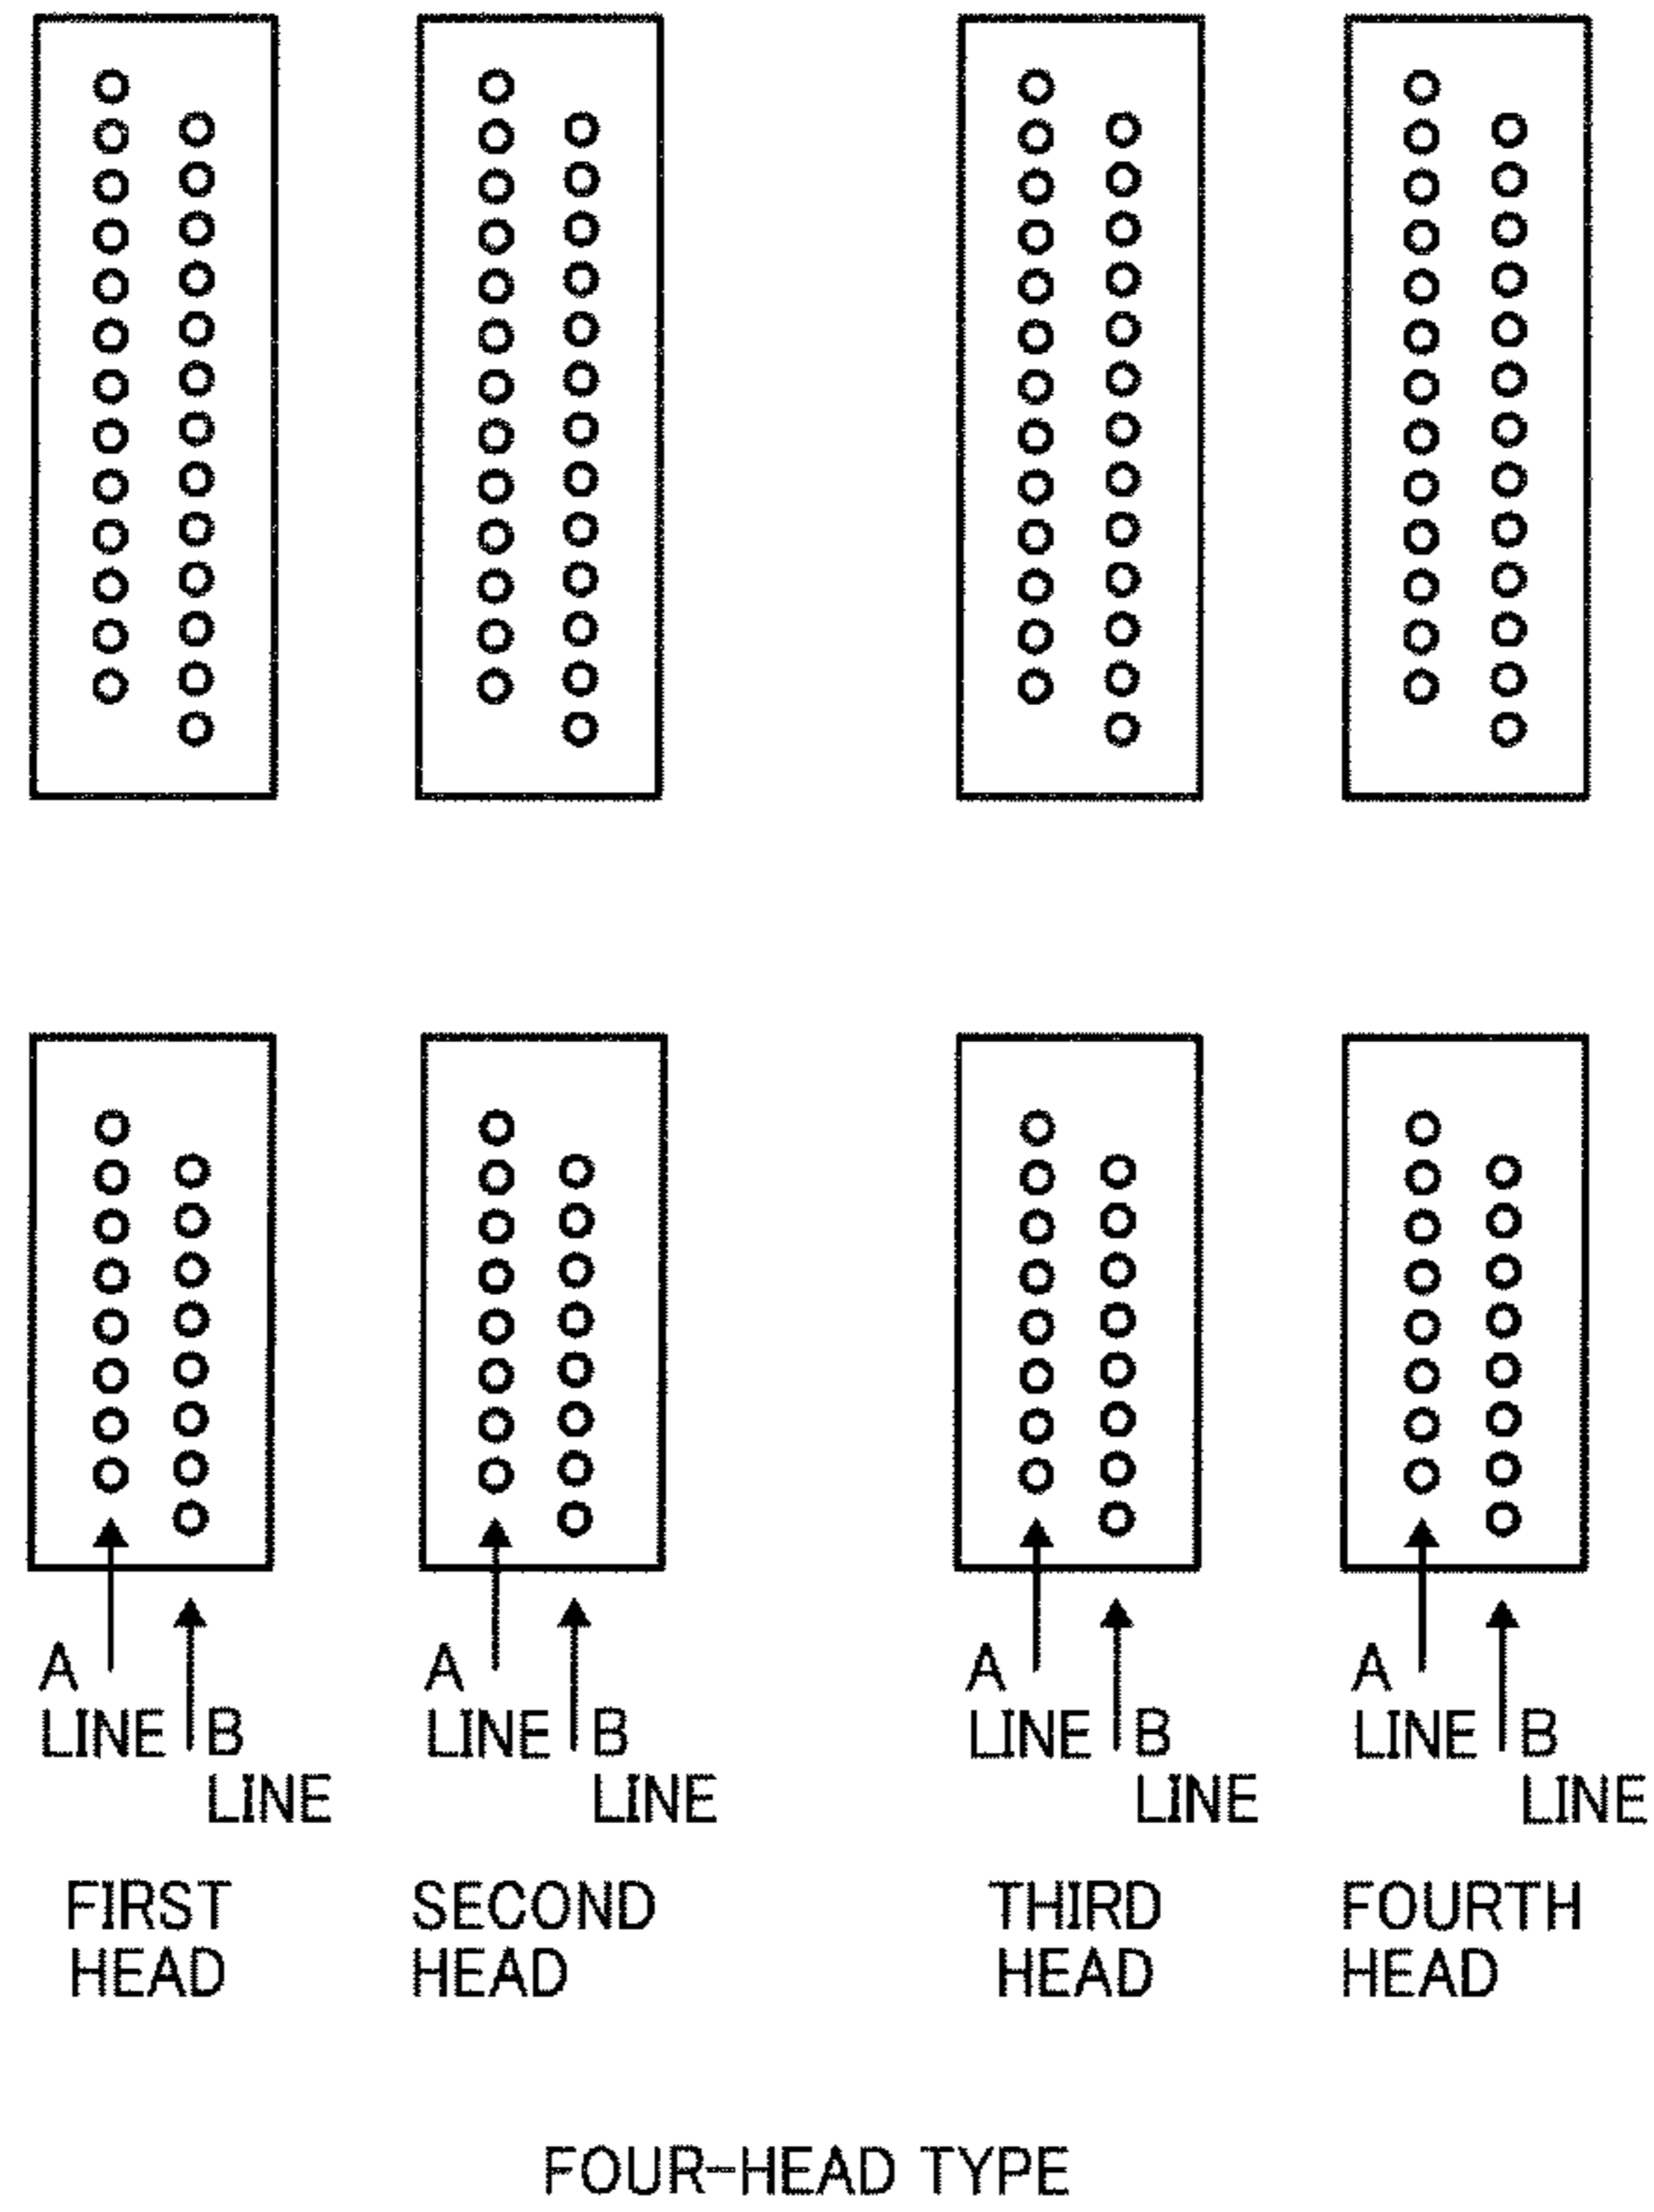 A
LINE
B
LINE
A
LINE
B
LINE
A
LINE
B
LINE
A
LINE
B
LINE
FIRST
HEAD
SECOND
HEAD
THIRD
HEAD
FOURTH
HEAD
FOUR-HEAD TYPE